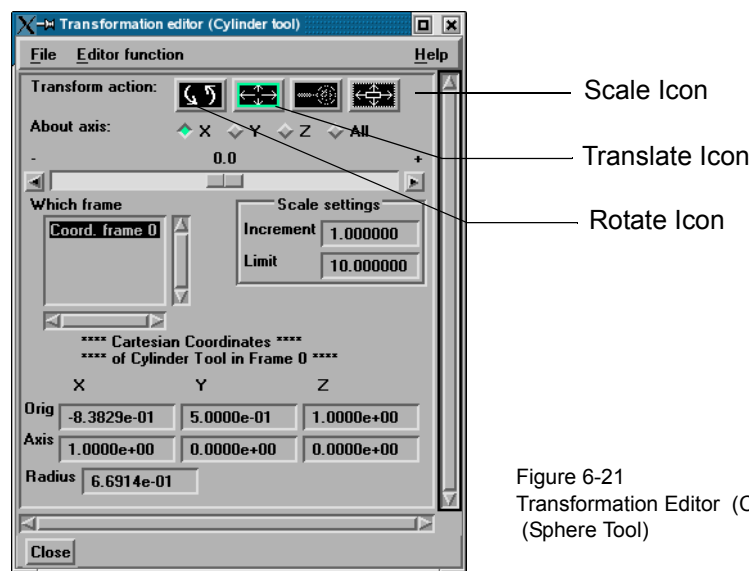 Transformation editor (Cylinder tool)
File Editor function Help
Transform action:
Scale Icon
About axis: X Y Z All
- 0.0 +
Translate Icon
Which frame
Coord. frame 0
Scale settings
Increment 1.000000
Limit 10.000000
Rotate Icon
**** Cartesian Coordinates ****
**** of Cylinder Tool in Frame 0 ****
X Y Z
Orig -8.3829e-01 5.0000e-01 1.0000e+00
Axis 1.0000e+00 0.0000e+00 0.0000e+00
Radius 6.6914e-01
Close
Figure 6-21
Transformation Editor (
(Sphere Tool)